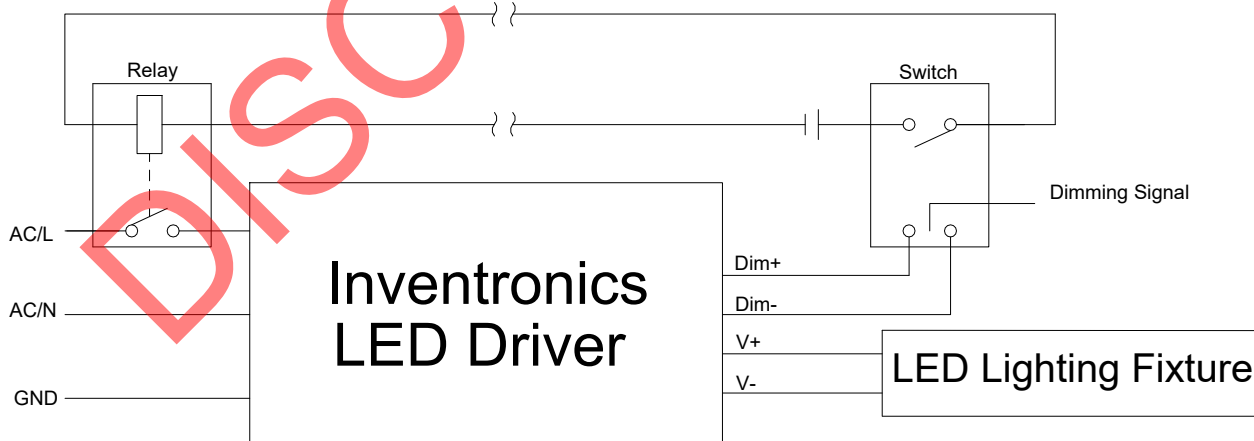 Relay
Switch
Dimming Signal
AC/L
Inventronics
LED Driver
Dim+
AC/N
Dim-
V+
LED Lighting Fixture
V-
GND
DISC